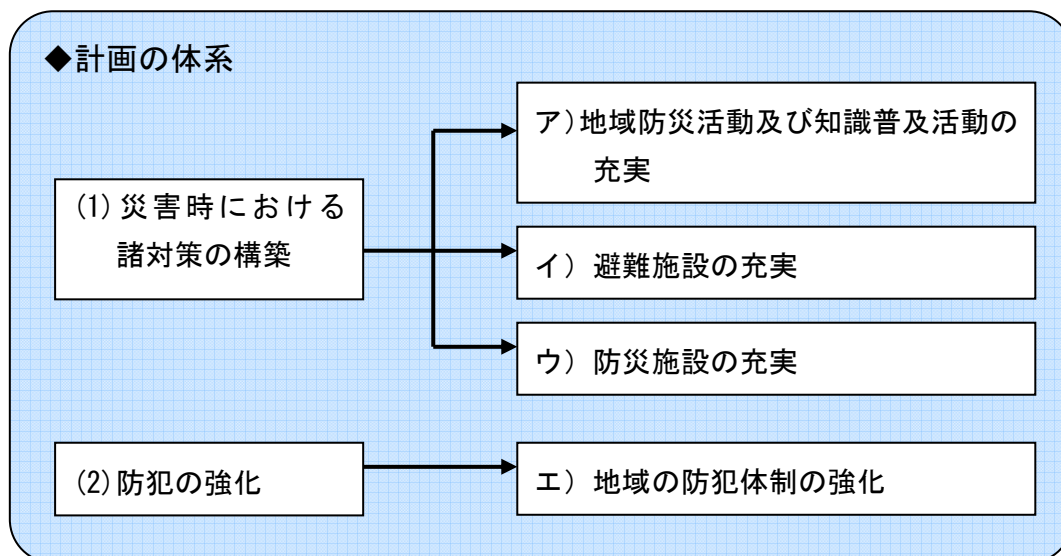 ◆計画の体系
(1)災害時における
諸対策の構築
ア)地域防災活動及び知識普及活動の
充実
イ）避難施設の充実
ウ）防災施設の充実
(2)防犯の強化
エ）地域の防犯体制の強化